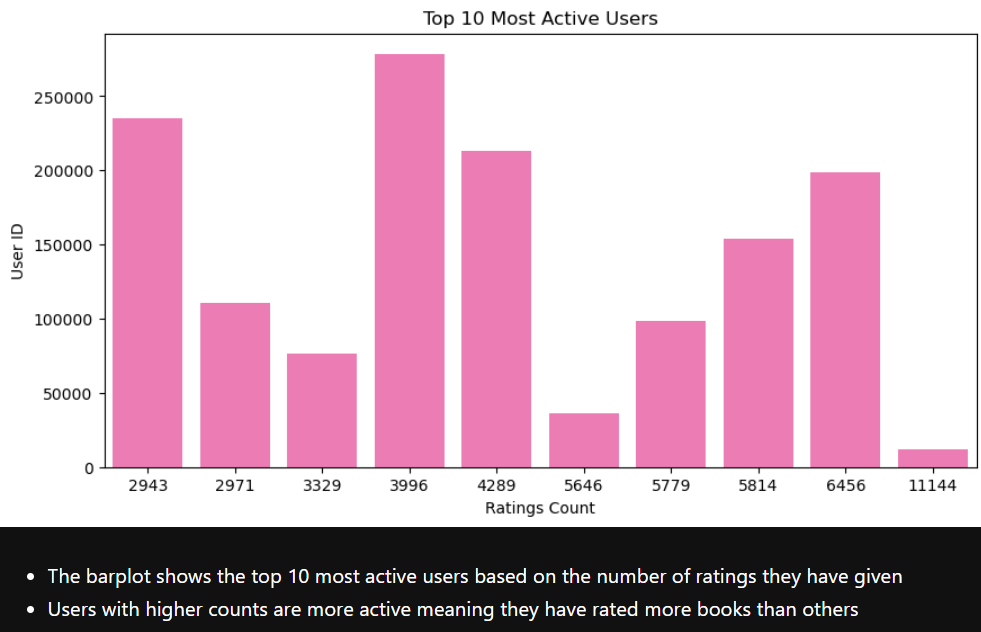 Top 10 Most Active Users
250000
200000
150000
100000
50000
0
User ID
2943 2971 3329 3996 4289 5646 5779 5814 6456 11144
Ratings Count
• The barplot shows the top 10 most active users based on the number of ratings they have given
• Users with higher counts are more active meaning they have rated more books than others